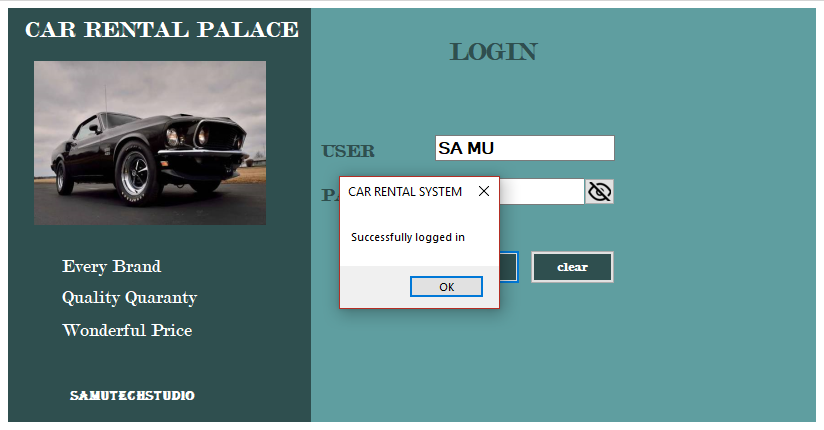 CAR RENTAL PALACE
LOGIN
USER
SA MU
CAR RENTAL SYSTEM
Successfully logged in
OK
clear
Every Brand
Quality Quaranty
Wonderful Price
SAMUTECHSTUDIO